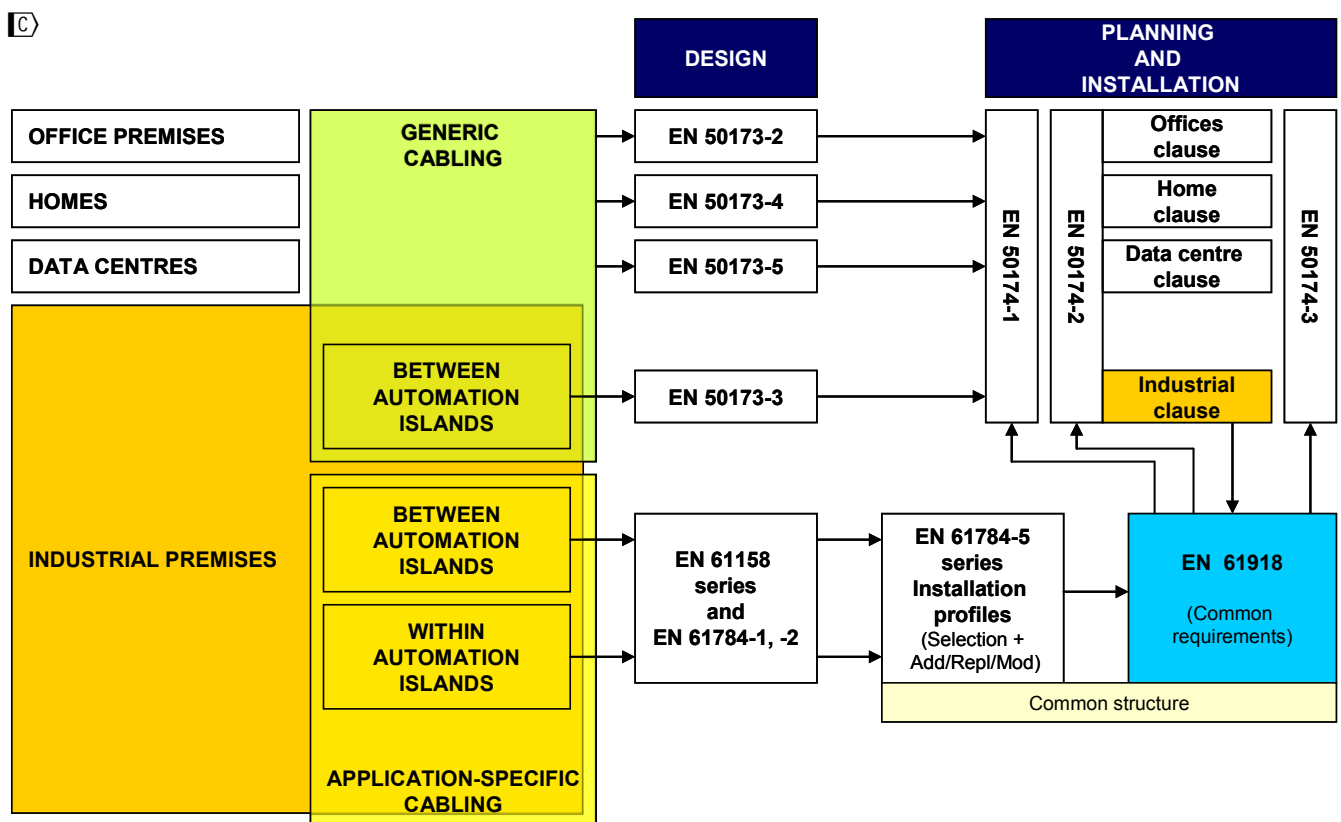 C
DESIGN
PLANNING
AND
INSTALLATION
OFFICE PREMISES
HOMES
DATA CENTRES
INDUSTRIAL PREMISES
GENERIC
CABLING
BETWEEN
AUTOMATION
ISLANDS
BETWEEN
AUTOMATION
ISLANDS
WITHIN
AUTOMATION
ISLANDS
APPLICATION-SPECIFIC
CABLING
EN 50173-2
EN 50173-4
EN 50173-5
EN 50173-3
EN 61158
series
and
EN 61784-1, -2
EN 50174-1
EN 50174-2
Offices
clause
Home
clause
Data centre
clause
Industrial
clause
EN 50174-3
EN 61784-5
series
Installation
profiles
(Selection +
Add/Repl/Mod)
EN 61918
(Common
requirements)
Common structure